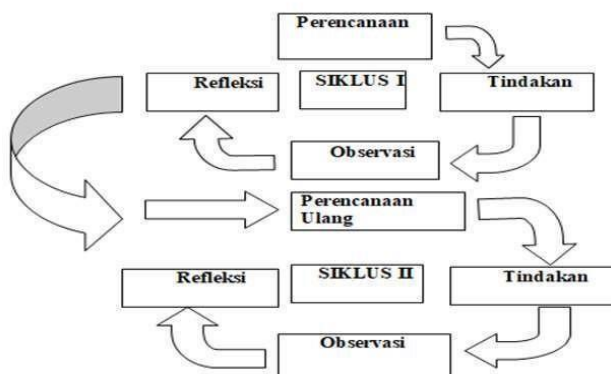 Perencanaan
Refleksi
SIKLUS I
Tindakan
Observasi
Perencanaan
Ulang
Refleksi
SIKLUS II
Tindakan
Observasi